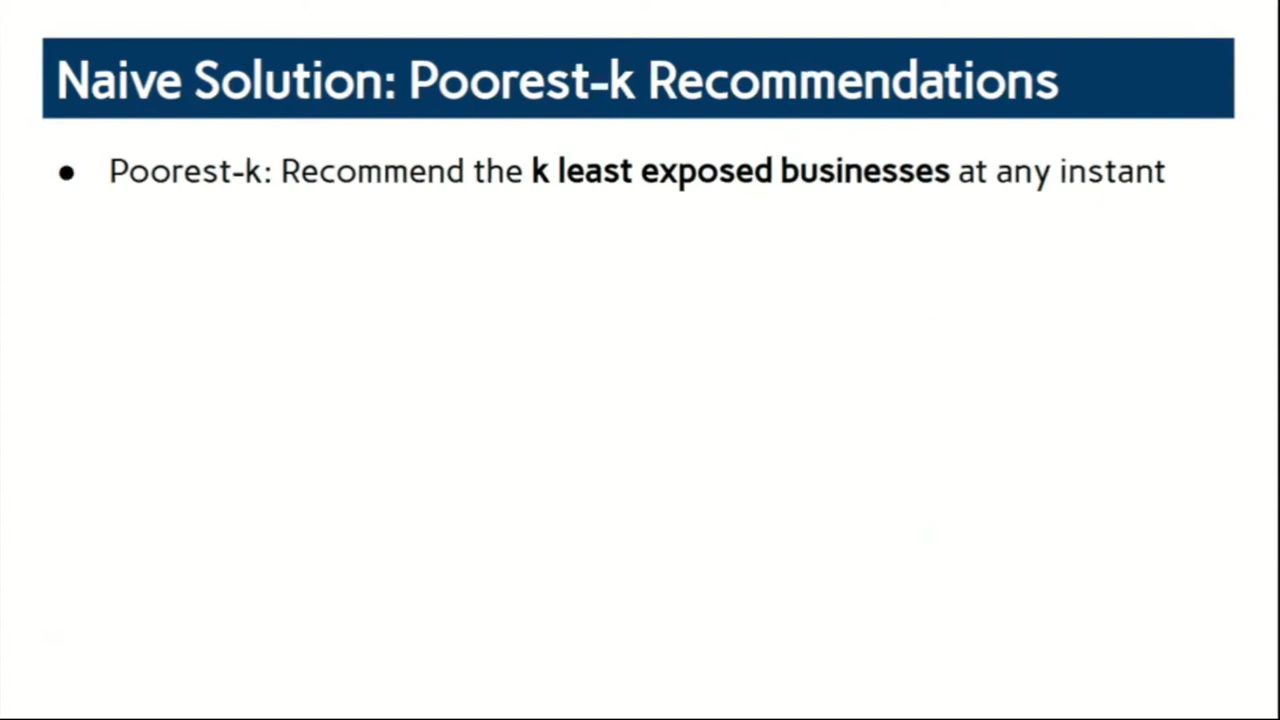 Naive Solution: Poorest-k Recommendations
● Poorest-k: Recommend the k least exposed businesses at any instant